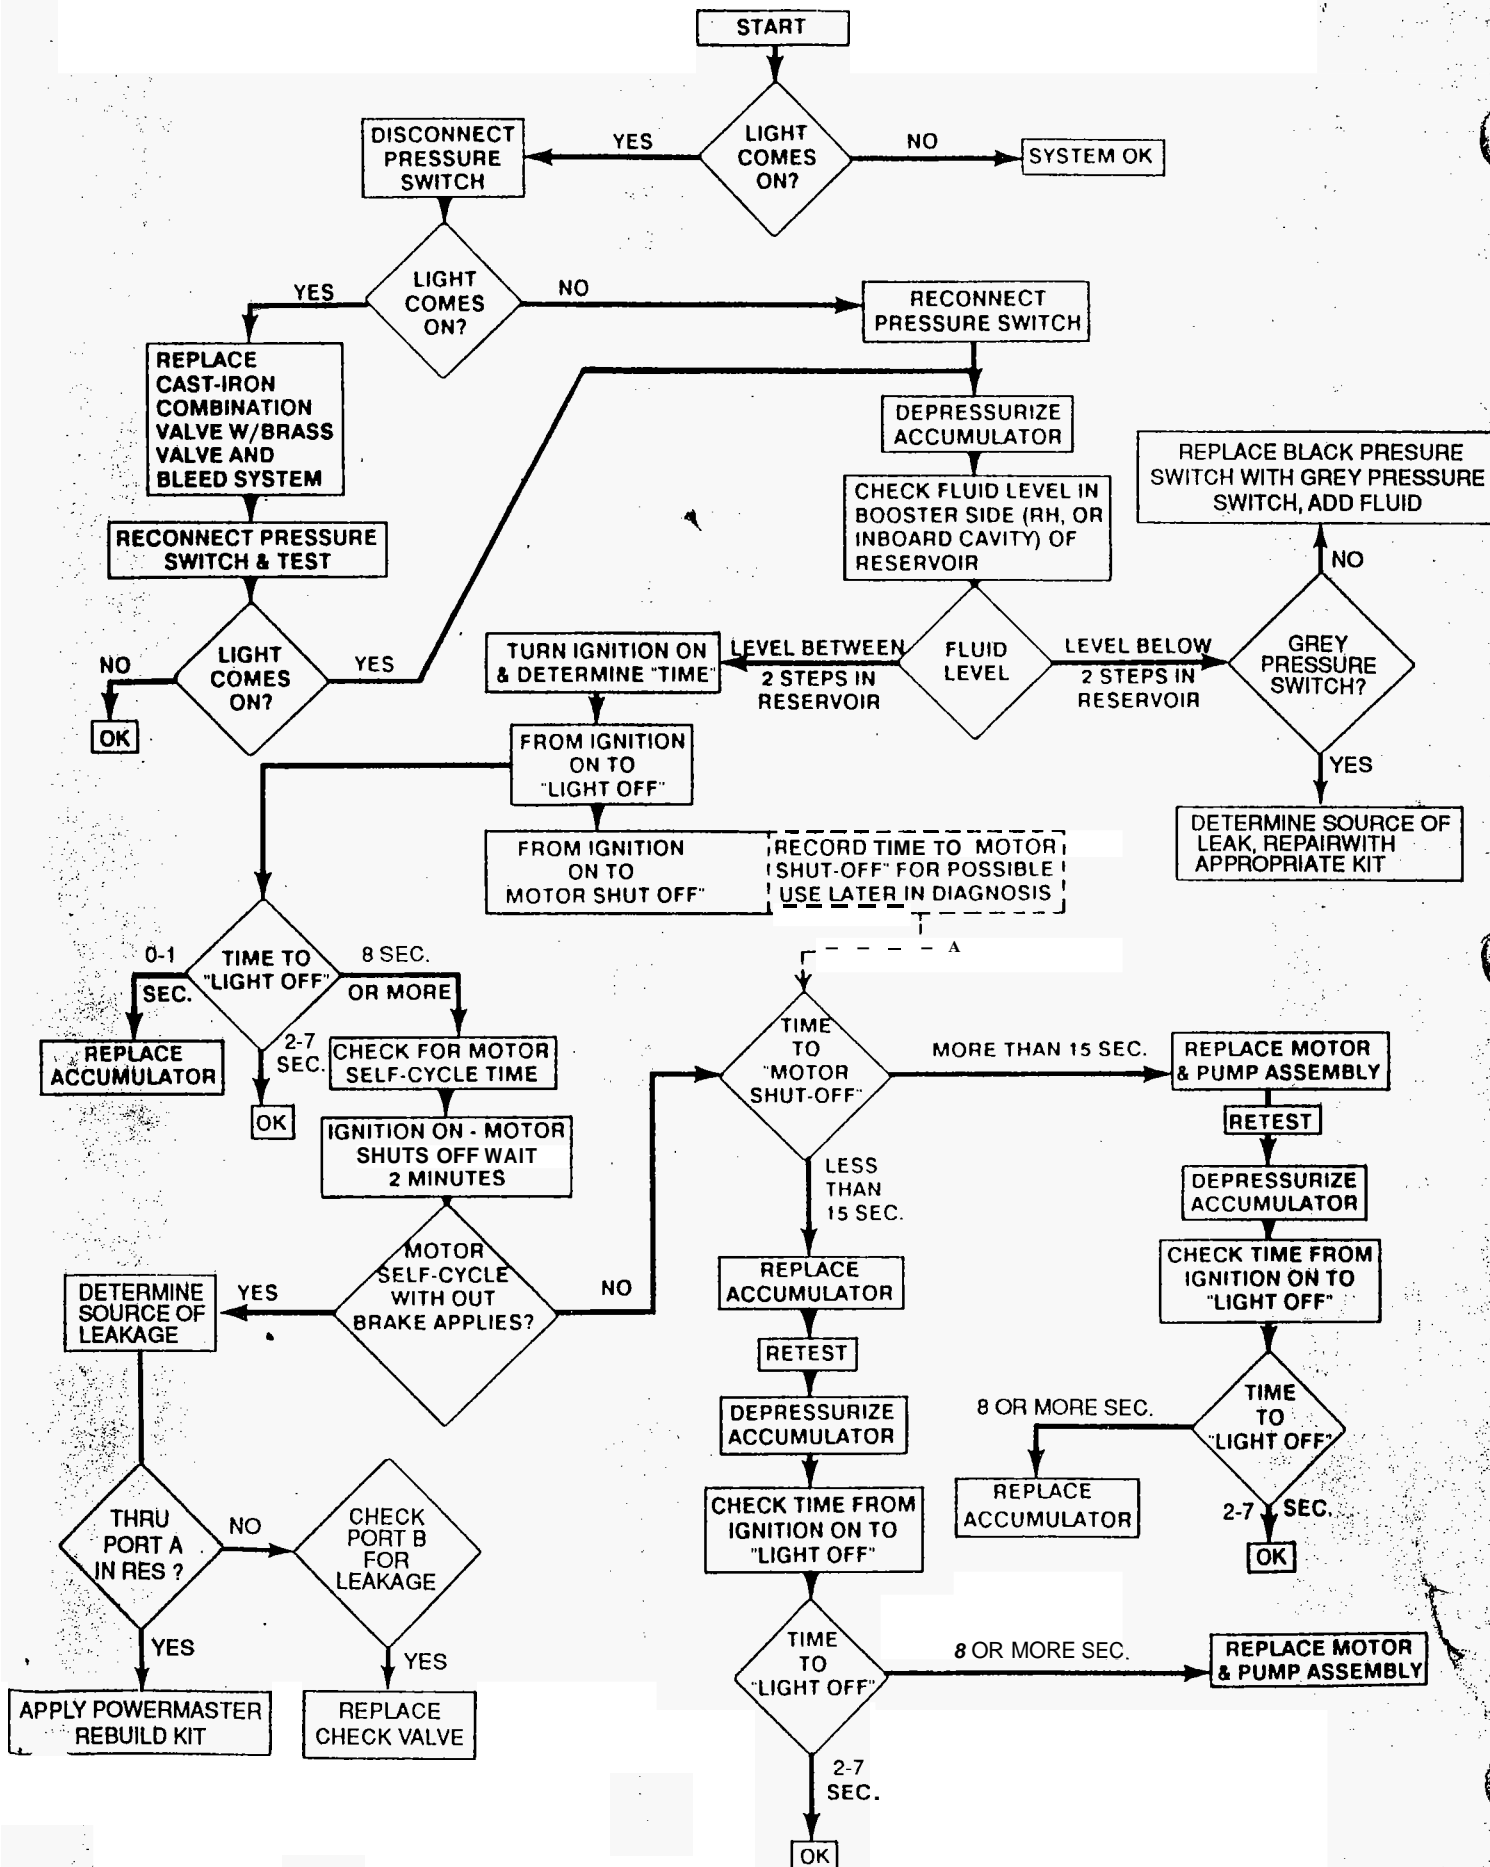 START
LIGHT
COMES
ON?
YES
NO
DISCONNECT
PRESSURE
SWITCH
SYSTEM OK
LIGHT
COMES
ON?
YES
NO
RECONNECT
PRESSURE SWITCH
REPLACE
CAST-IRON
COMBINATION
VALVE W/BRASS
VALVE AND
BLEED SYSTEM
RECONNECT PRESSURE
SWITCH & TEST
LIGHT
COMES
ON?
NO
YES
OK
DEPRESSURIZE
ACCUMULATOR
CHECK FLUID LEVEL IN
BOOSTER SIDE (RH, OR
INBOARD CAVITY) OF
RESERVOIR
FLUID
LEVEL
LEVEL BETWEEN
2 STEPS IN
RESERVOIR
LEVEL BELOW
2 STEPS IN
RESERVOIR
GREY
PRESSURE
SWITCH?
NO
REPLACE BLACK PRESURE
SWITCH WITH GREY PRESSURE
SWITCH, ADD FLUID
YES
DETERMINE SOURCE OF
LEAK, REPAIRWITH
APPROPRIATE KIT
TURN IGNITION ON
& DETERMINE "TIME"
FROM IGNITION
ON TO
"LIGHT OFF"
FROM IGNITION
ON TO
MOTOR SHUT OFF"
RECORD TIME TO MOTOR
SHUT-OFF" FOR POSSIBLE
USE LATER IN DIAGNOSIS
A
TIME TO
"LIGHT OFF"
0-1
SEC.
8 SEC.
OR MORE
2-7
SEC.
REPLACE
ACCUMULATOR
OK
CHECK FOR MOTOR
SELF-CYCLE TIME
IGNITION ON - MOTOR
SHUTS OFF WAIT
2 MINUTES
MOTOR
SELF-CYCLE
WITH OUT
BRAKE APPLIES?
YES
NO
DETERMINE
SOURCE OF
LEAKAGE
THRU
PORT A
IN RES ?
NO
CHECK
PORT B
FOR
LEAKAGE
YES
YES
APPLY POWERMASTER
REBUILD KIT
REPLACE
CHECK VALVE
TIME
TO
"MOTOR
SHUT-OFF"
MORE THAN 15 SEC.
LESS
THAN
15 SEC.
REPLACE
ACCUMULATOR
RETEST
DEPRESSURIZE
ACCUMULATOR
CHECK TIME FROM
IGNITION ON TO
"LIGHT OFF"
TIME
TO
"LIGHT OFF"
8 OR MORE SEC.
REPLACE MOTOR
& PUMP ASSEMBLY
2-7
SEC.
OK
REPLACE MOTOR
& PUMP ASSEMBLY
RETEST
DEPRESSURIZE
ACCUMULATOR
CHECK TIME FROM
IGNITION ON TO
"LIGHT OFF"
TIME
TO
"LIGHT OFF"
8 OR MORE SEC.
REPLACE
ACCUMULATOR
2-7 SEC.
OK